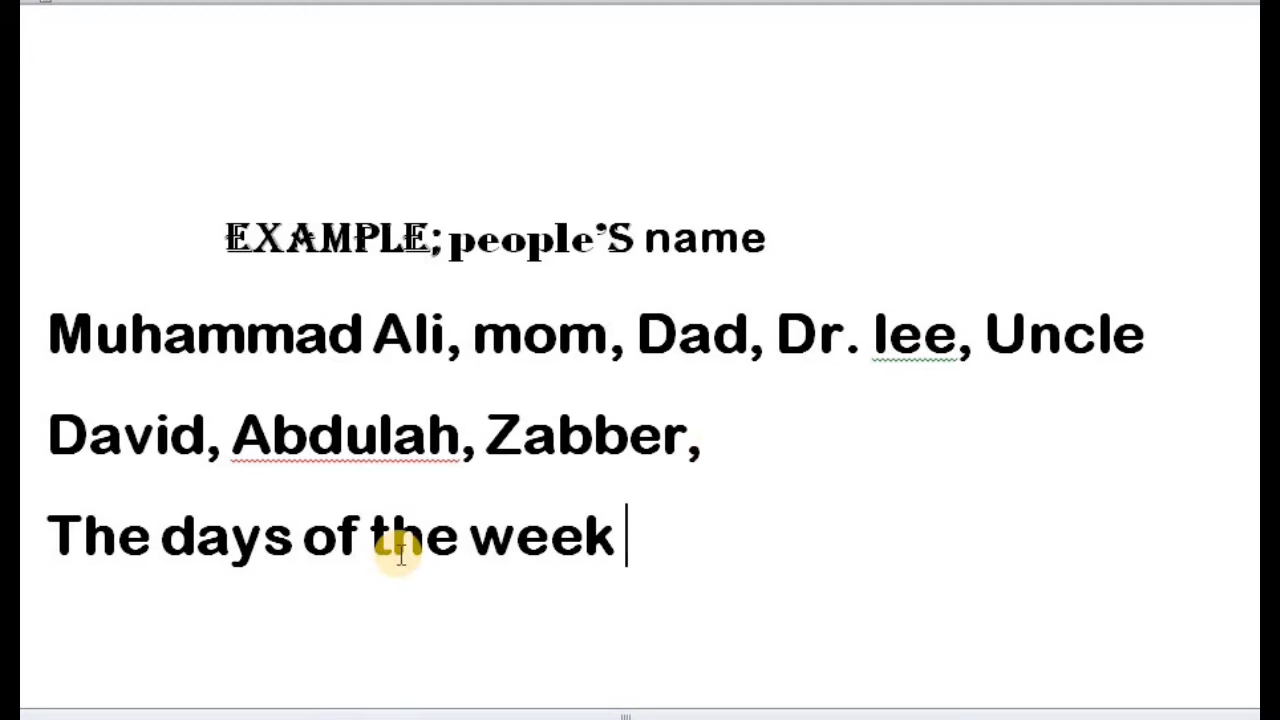 EXAMPLE; people'S name
Muhammad Ali, mom, Dad, Dr. lee, Uncle
David, Abdulah, Zabber,
The days of the week